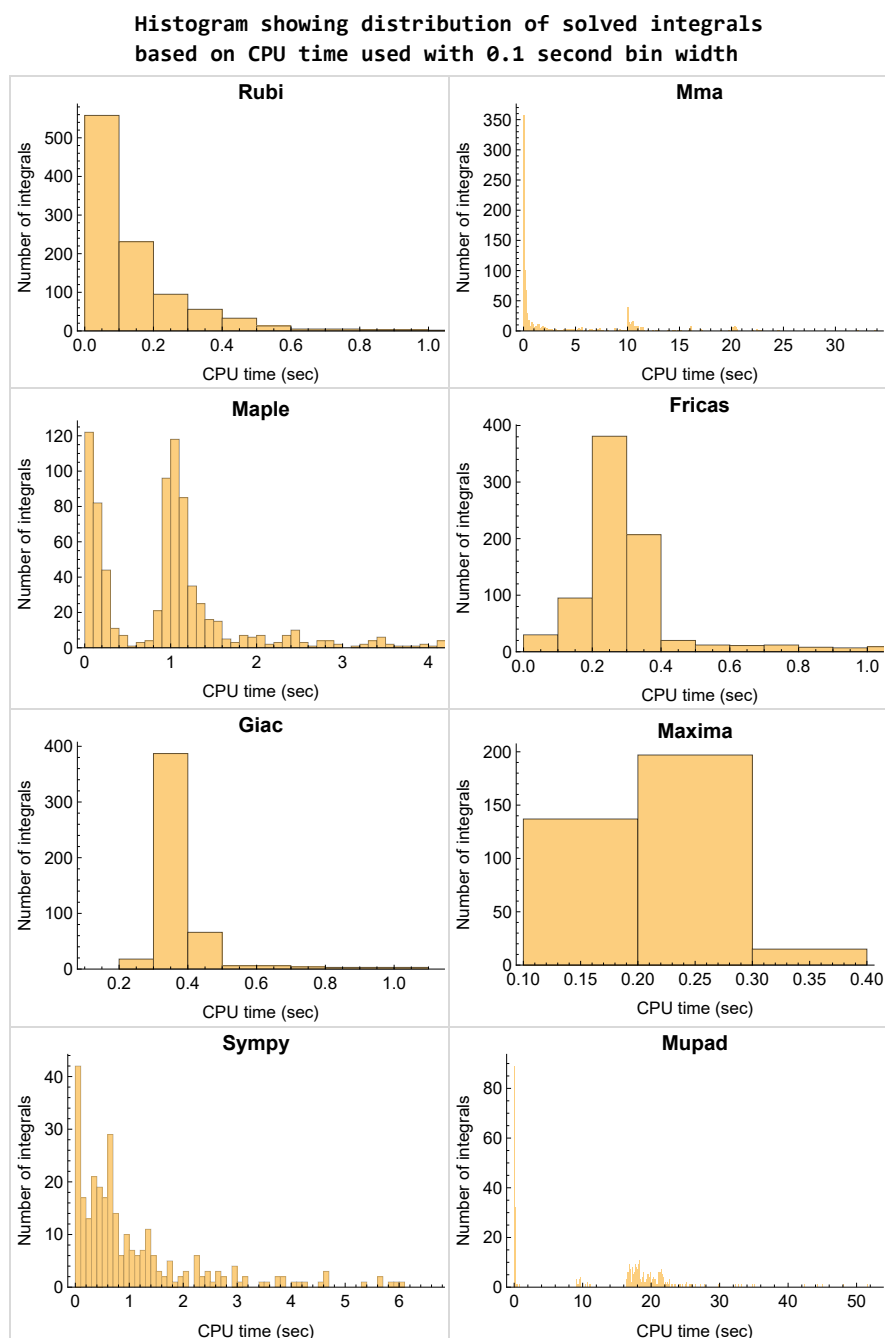 Histogram showing distribution of solved integrals
based on CPU time used with 0.1 second bin width
Rubi
Number of integrals
500
400
300
200
100
0
0.0 0.2 0.4 0.6 0.8 1.0
CPU time (sec)
Mma
Number of integrals
350
300
250
200
150
100
50
0
0 5 10 15 20 25 30
CPU time (sec)
Maple
Number of integrals
120
100
80
60
40
20
0
0 1 2 3 4
CPU time (sec)
Fricas
Number of integrals
400
300
200
100
0
0.0 0.2 0.4 0.6 0.8 1.0
CPU time (sec)
Giac
Number of integrals
400
300
200
100
0
0.2 0.4 0.6 0.8 1.0
CPU time (sec)
Maxima
Number of integrals
200
150
100
50
0
0.10 0.15 0.20 0.25 0.30 0.35 0.40
CPU time (sec)
Sympy
Number of integrals
40
30
20
10
0
0 1 2 3 4 5 6
CPU time (sec)
Mupad
Number of integrals
80
60
40
20
0
0 10 20 30 40 50
CPU time (sec)